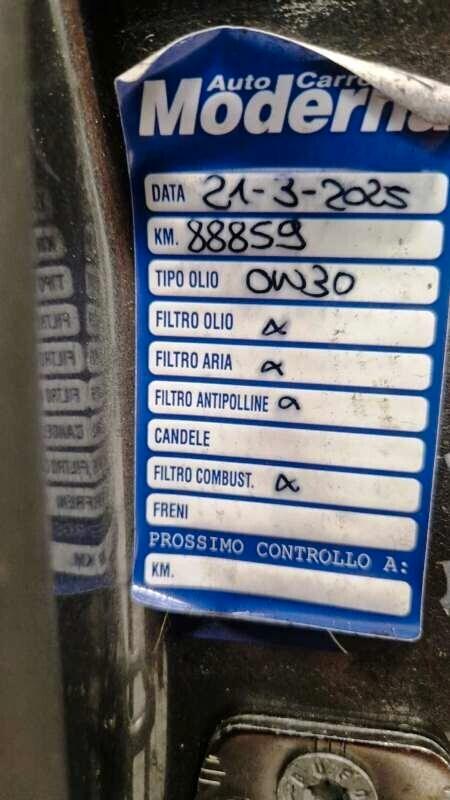 Auto Carro
Moderna
DATA 21-3-2025
KM. 88859
TIPO OLIO 0W30
FILTRO OLIO α
FILTRO ARIA α
FILTRO ANTIPOLLINE α
CANDELE
FILTRO COMBUST. α
FRENI
PROSSIMO CONTROLLO A:
KM.